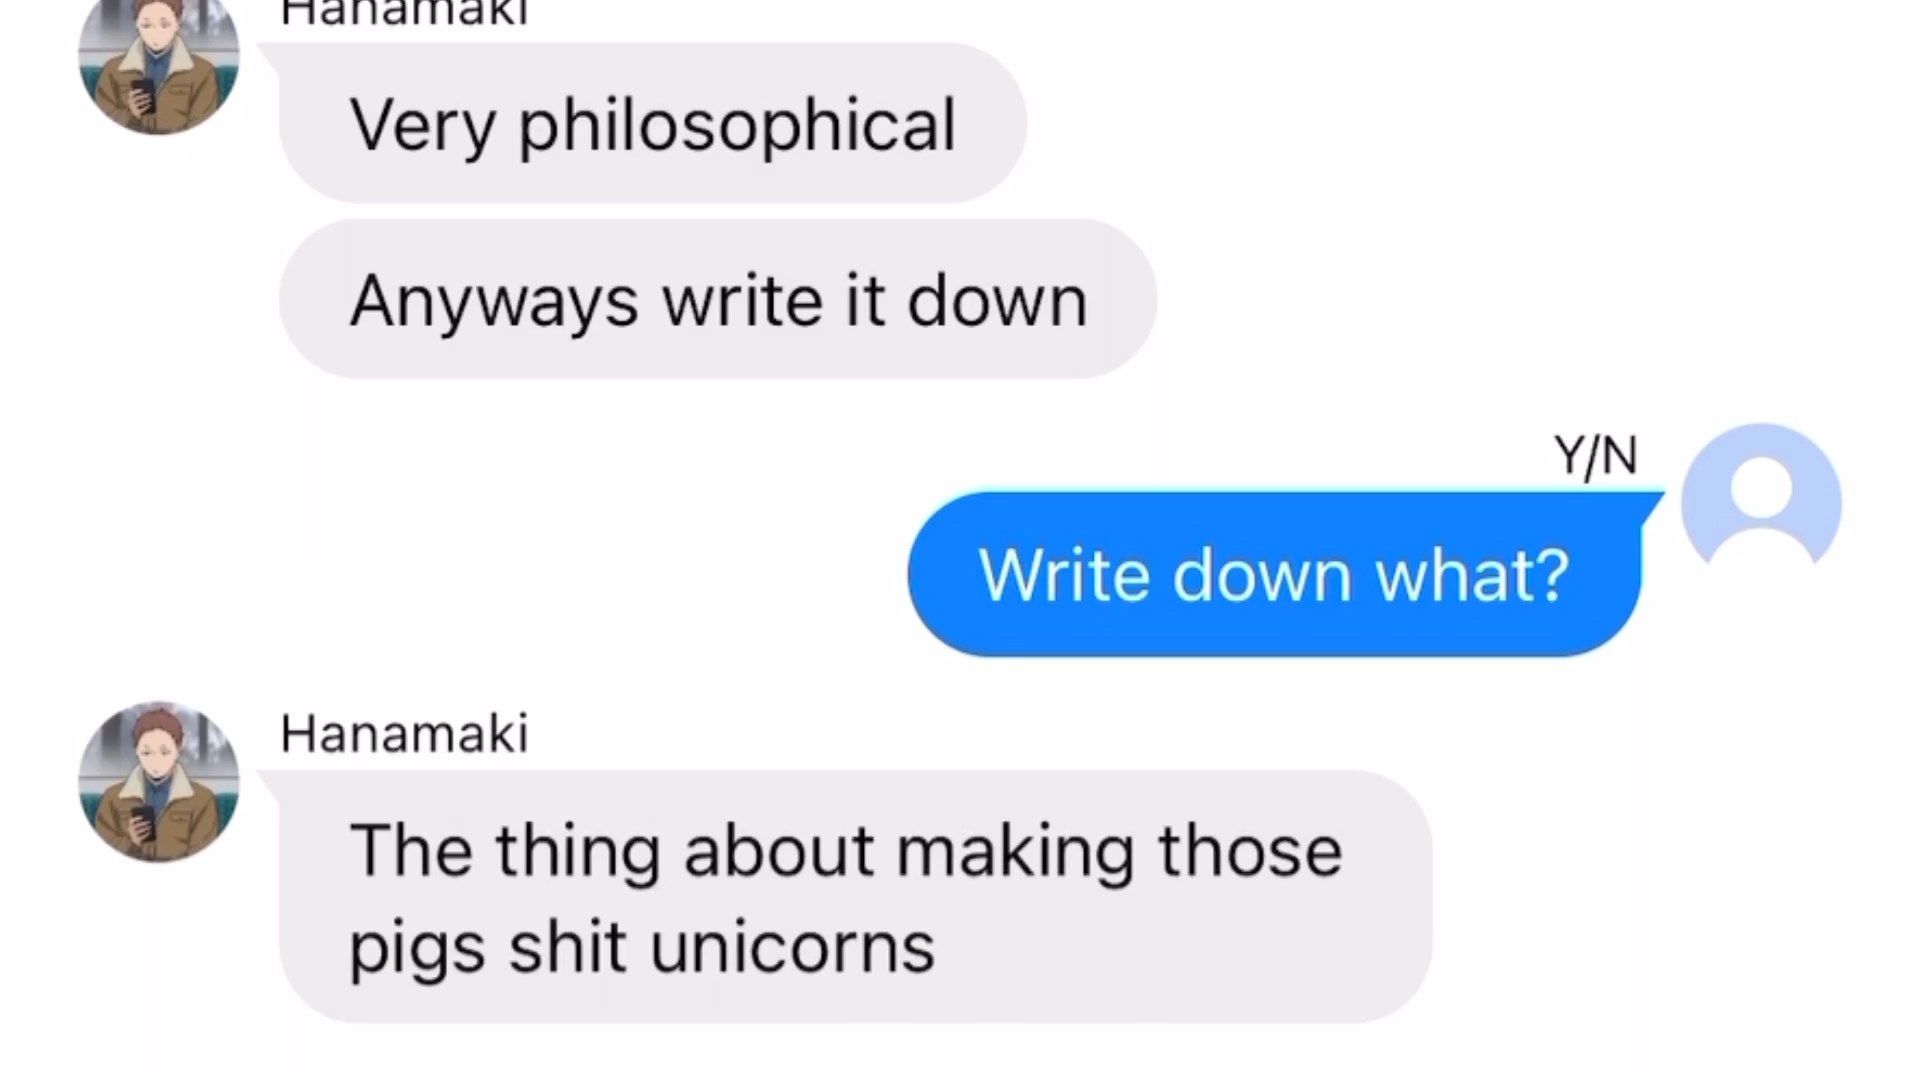 Hanamaki
Very philosophical
Anyways write it down
Y/N
Write down what?
Hanamaki
The thing about making those
pigs shit unicorns